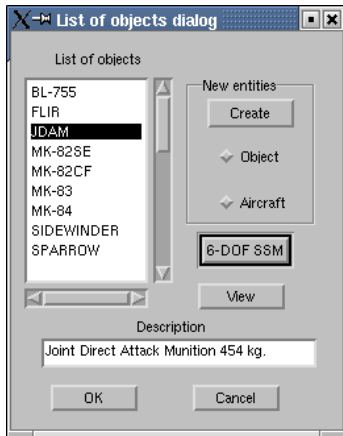 List of objects dialog
List of objects
BL-755
FLIR
JDAM
MK-82SE
MK-82CF
MK-83
MK-84
SIDEWINDER
SPARROW
New entities
Create
Object
Aircraft
6-DOF SSM
View
Description
Joint Direct Attack Munition 454 kg.
OK
Cancel